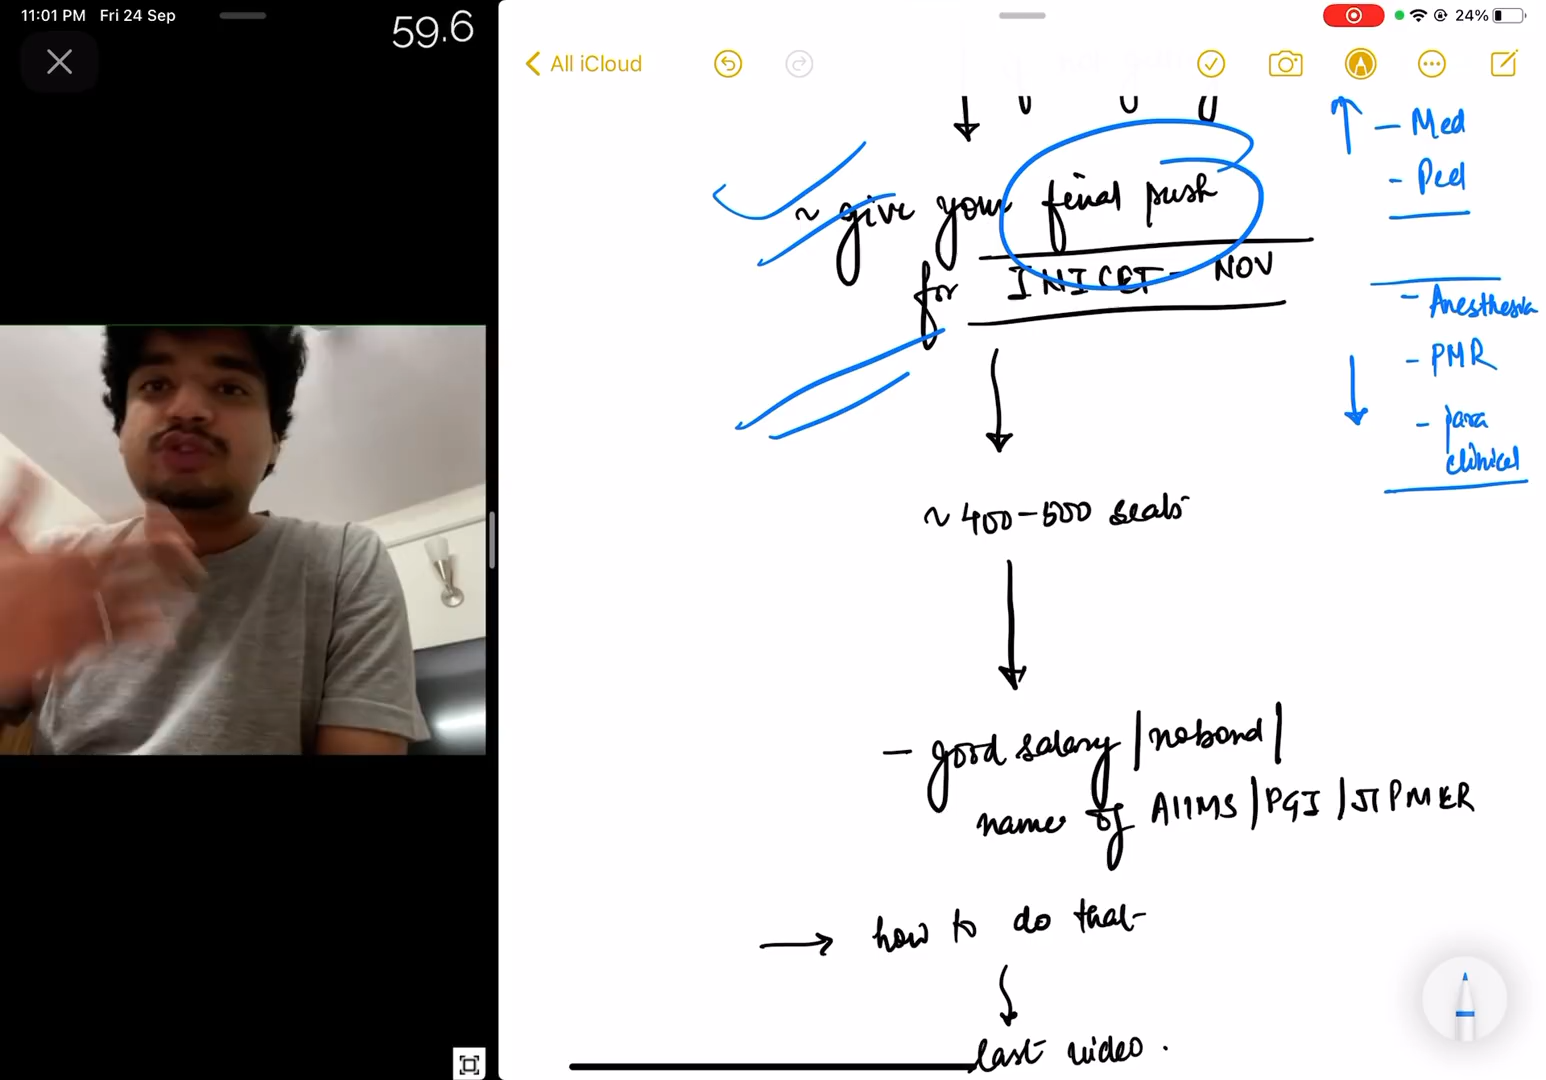 11:01 PM Fri 24 Sep
59.6
24%
All iCloud
~ give your final push
for INICET - NOV
~ 400-500 seats
- good salary | no bond |
name of AIIMS | PGI | JIPMER
→ how to do that
last video .
- Med
- Ped
- Anesthesia
- PMR
- para
clinical